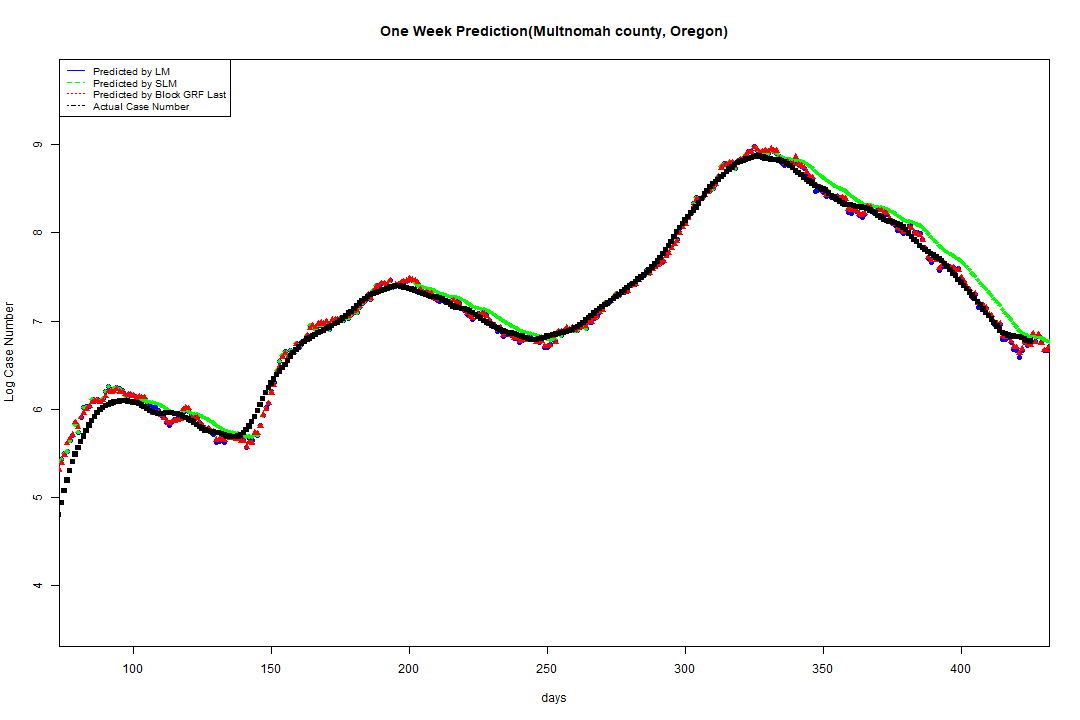 One Week Prediction(Multnomah county, Oregon)
Predicted by LM
Predicted by SLM
Predicted by Block GRF Last
Actual Case Number
9
8
7
6
5
4
Log Case Number
100 150 200 250 300 350 400
days